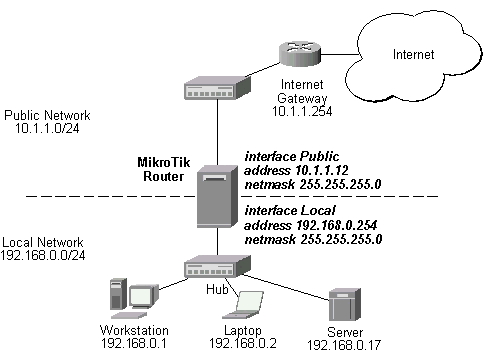 Internet
Internet
Gateway
10.1.1.254
Public Network
10.1.1.0/24
MikroTik
Router
interface Public
address 10.1.1.12
netmask 255.255.255.0
interface Local
address 192.168.0.254
netmask 255.255.255.0
Local Network
192.168.0.0/24
Hub
Workstation
192.168.0.1
Laptop
192.168.0.2
Server
192.168.0.17